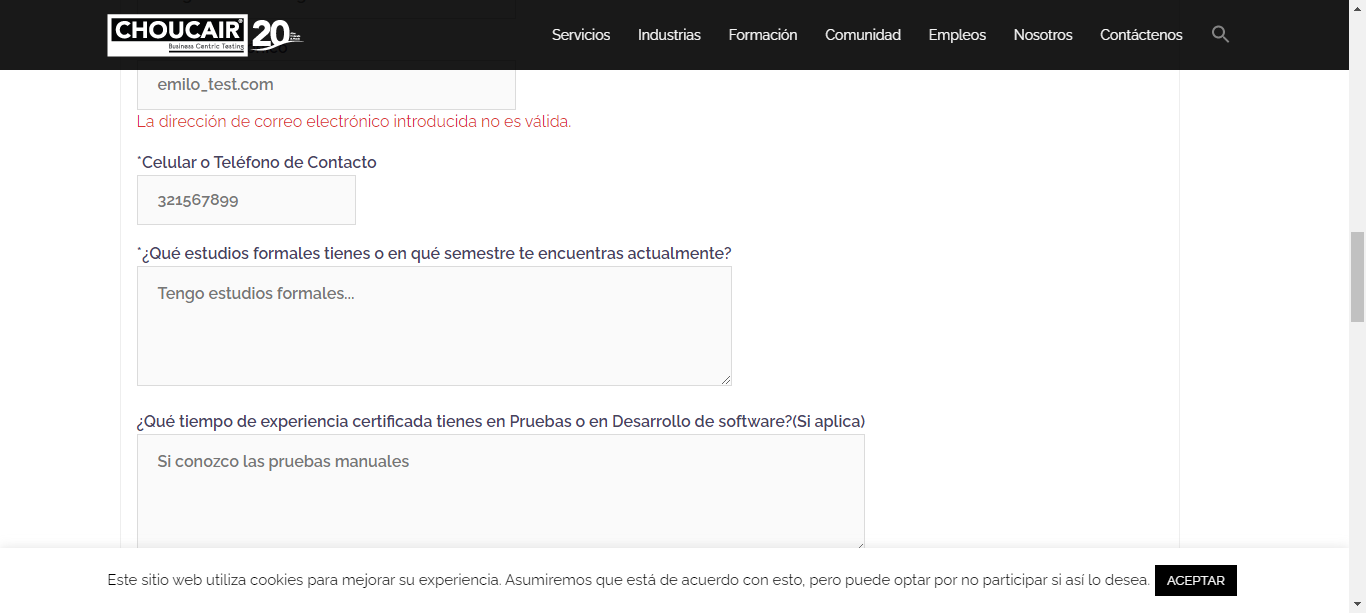 CHOUCAIR
Business Centric Testing
20
Servicios Industrias Formación Comunidad Empleos Nosotros Contáctenos
emilo_test.com
La dirección de correo electrónico introducida no es válida.
*Celular o Teléfono de Contacto
321567899
*¿Qué estudios formales tienes o en qué semestre te encuentras actualmente?
Tengo estudios formales...
¿Qué tiempo de experiencia certificada tienes en Pruebas o en Desarrollo de software?(Si aplica)
Si conozco las pruebas manuales
Este sitio web utiliza cookies para mejorar su experiencia. Asumiremos que está de acuerdo con esto, pero puede optar por no participar si así lo desea. ACEPTAR